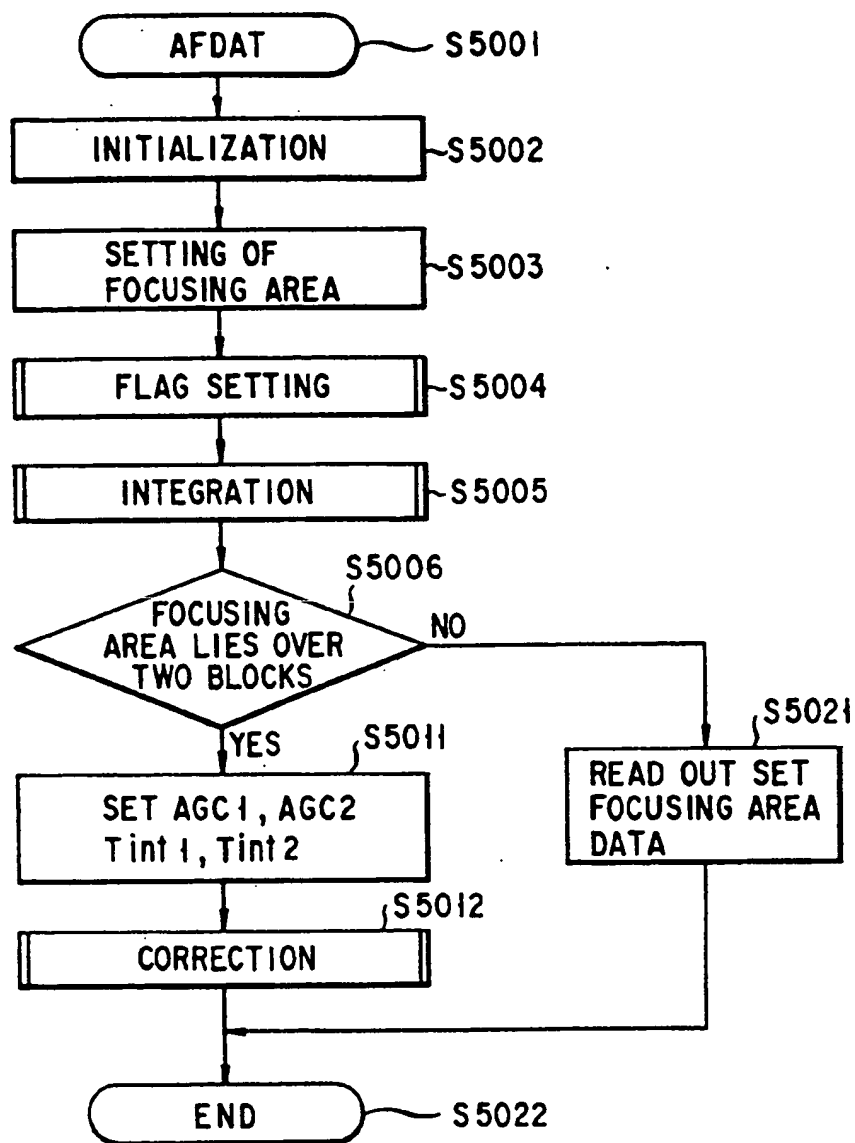 AFDAT
S5001
INITIALIZATION
S5002
SETTING OF
FOCUSING AREA
S5003
FLAG SETTING
S5004
INTEGRATION
S5005
S5006
FOCUSING
AREA LIES OVER
TWO BLOCKS
NO
YES
S5011
SET AGC1, AGC2
Tint1, Tint2
S5021
READ OUT SET
FOCUSING AREA
DATA
S5012
CORRECTION
END
S5022